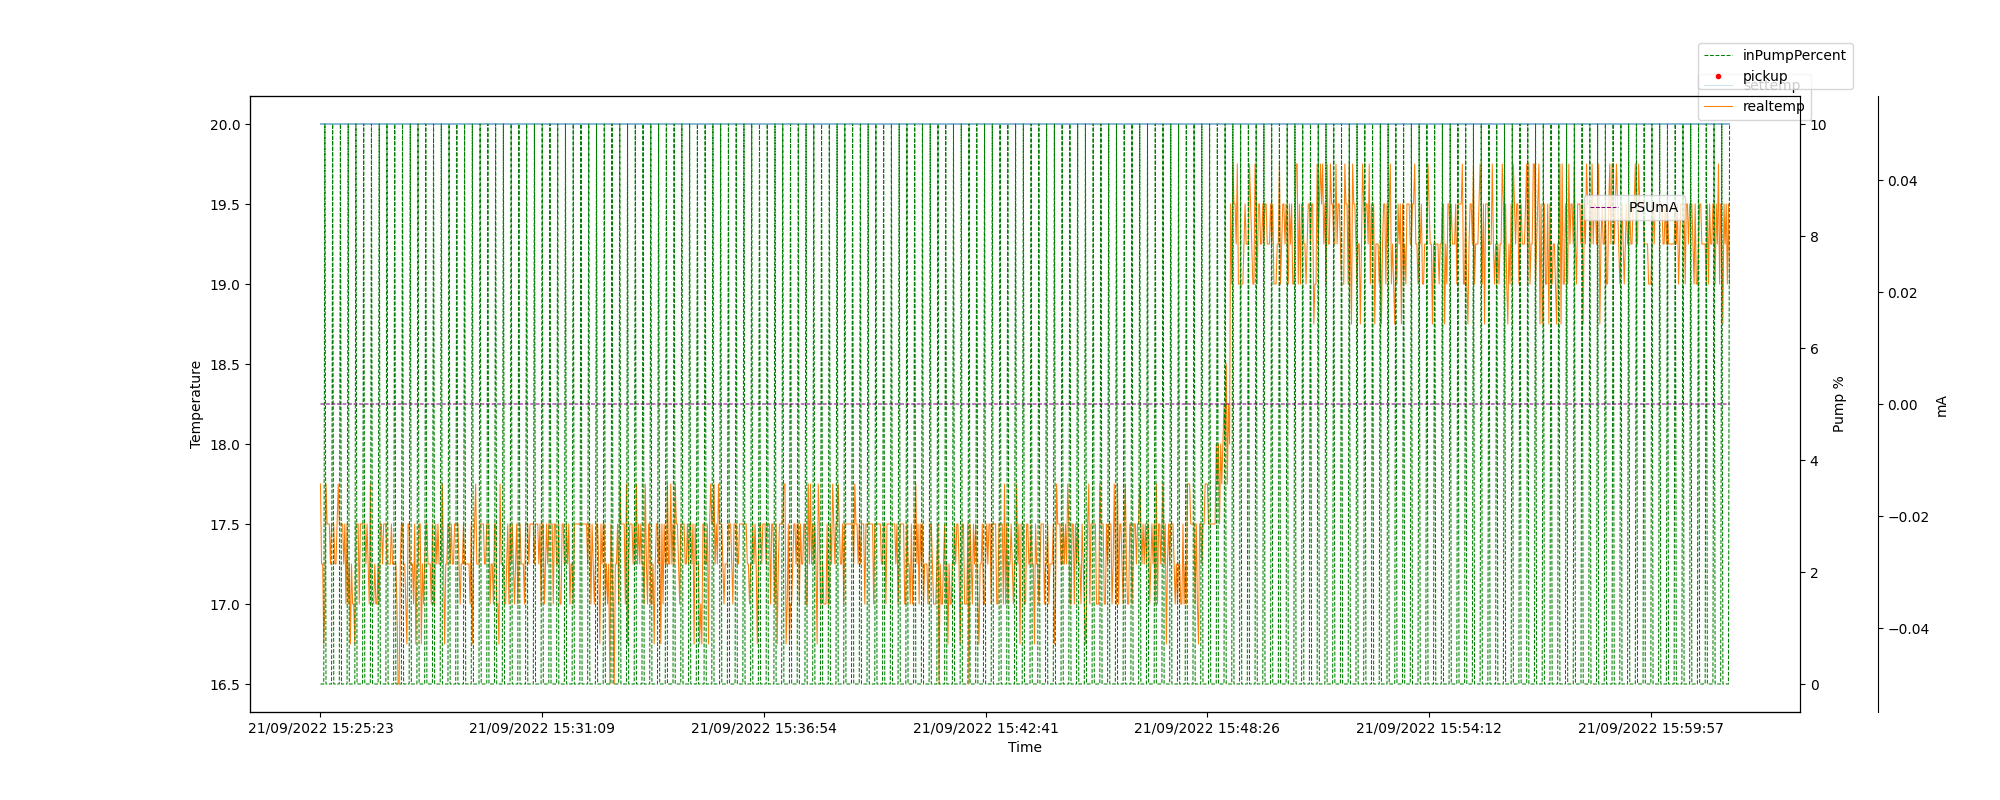 inPumpPercent
pickup
settemp
realtemp
PSUmA
20.0
19.5
19.0
18.5
18.0
17.5
17.0
16.5
Temperature
10
8
6
4
2
0
Pump %
0.04
0.02
0.00
−0.02
−0.04
mA
21/09/2022 15:25:23
21/09/2022 15:31:09
21/09/2022 15:36:54
21/09/2022 15:42:41
21/09/2022 15:48:26
21/09/2022 15:54:12
21/09/2022 15:59:57
Time